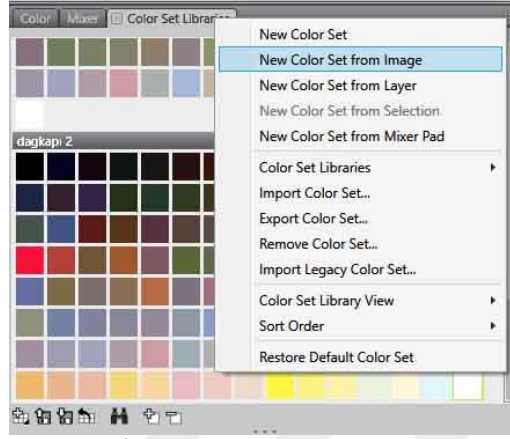 Color
Mixer
Color Set Libraries
New Color Set
New Color Set from Image
New Color Set from Layer
New Color Set from Selection
New Color Set from Mixer Pad
Color Set Libraries
Import Color Set...
Export Color Set...
Remove Color Set...
Import Legacy Color Set...
Color Set Library View
Sort Order
Restore Default Color Set
dagkapi 2